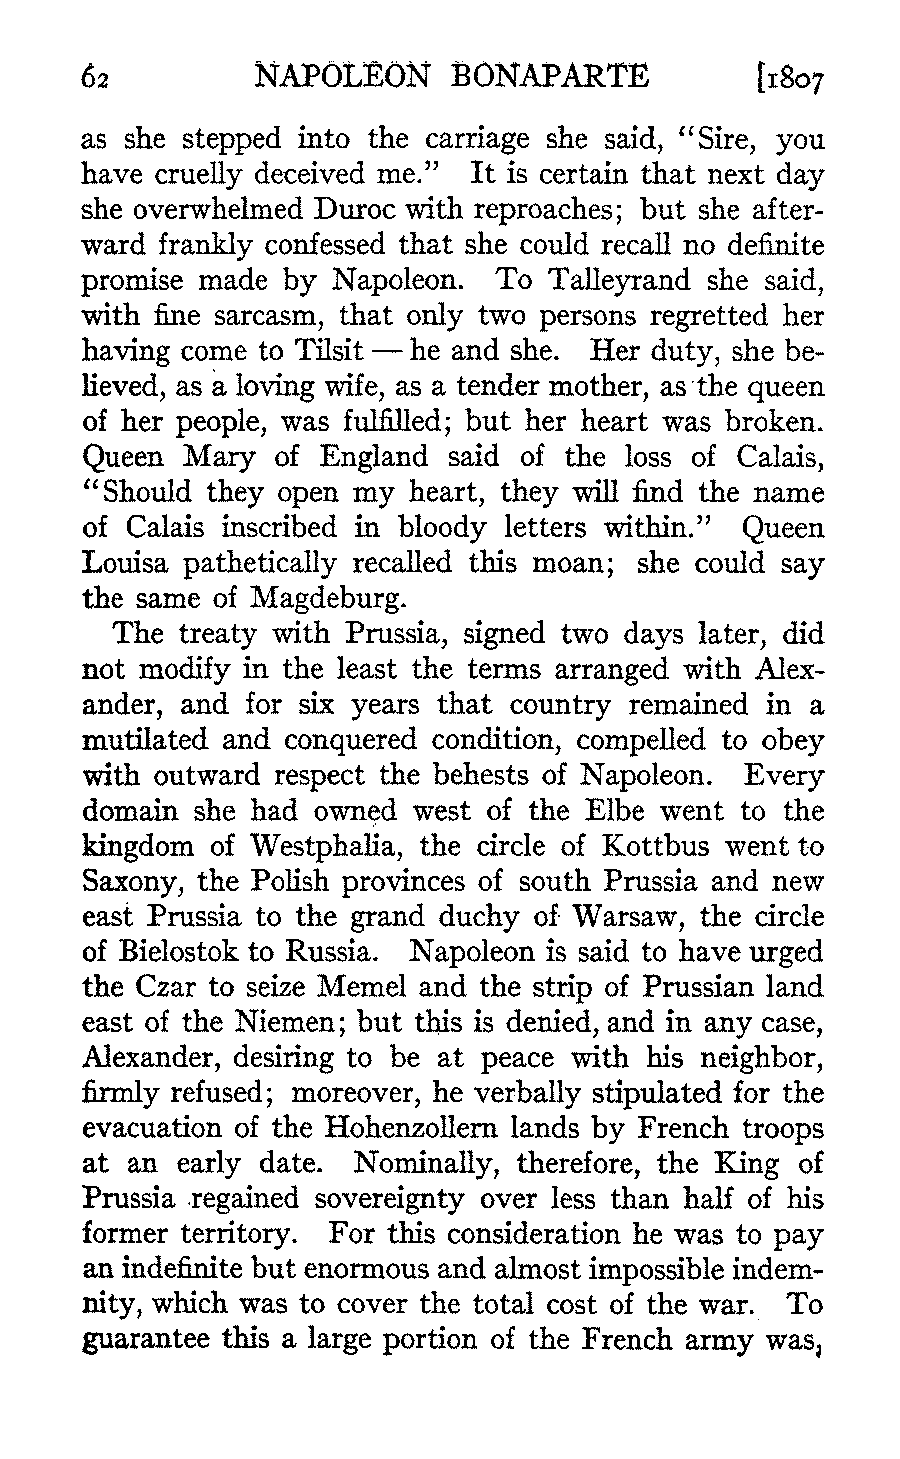 62 NAPOLEON BONAPARTE [1807
as she stepped into the carriage she said, "Sire, you
have cruelly deceived me." It is certain that next day
she overwhelmed Duroc with reproaches; but she after-
ward frankly confessed that she could recall no definite
promise made by Napoleon. To Talleyrand she said,
with fine sarcasm, that only two persons regretted her
having come to Tilsit — he and she. Her duty, she be-
lieved, as a loving wife, as a tender mother, as the queen
of her people, was fulfilled; but her heart was broken.
Queen Mary of England said of the loss of Calais,
"Should they open my heart, they will find the name
of Calais inscribed in bloody letters within." Queen
Louisa pathetically recalled this moan; she could say
the same of Magdeburg.
The treaty with Prussia, signed two days later, did
not modify in the least the terms arranged with Alex-
ander, and for six years that country remained in a
mutilated and conquered condition, compelled to obey
with outward respect the behests of Napoleon. Every
domain she had owned west of the Elbe went to the
kingdom of Westphalia, the circle of Kottbus went to
Saxony, the Polish provinces of south Prussia and new
east Prussia to the grand duchy of Warsaw, the circle
of Bielostok to Russia. Napoleon is said to have urged
the Czar to seize Memel and the strip of Prussian land
east of the Niemen; but this is denied, and in any case,
Alexander, desiring to be at peace with his neighbor,
firmly refused; moreover, he verbally stipulated for the
evacuation of the Hohenzollern lands by French troops
at an early date. Nominally, therefore, the King of
Prussia regained sovereignty over less than half of his
former territory. For this consideration he was to pay
an indefinite but enormous and almost impossible indem-
nity, which was to cover the total cost of the war. To
guarantee this a large portion of the French army was,